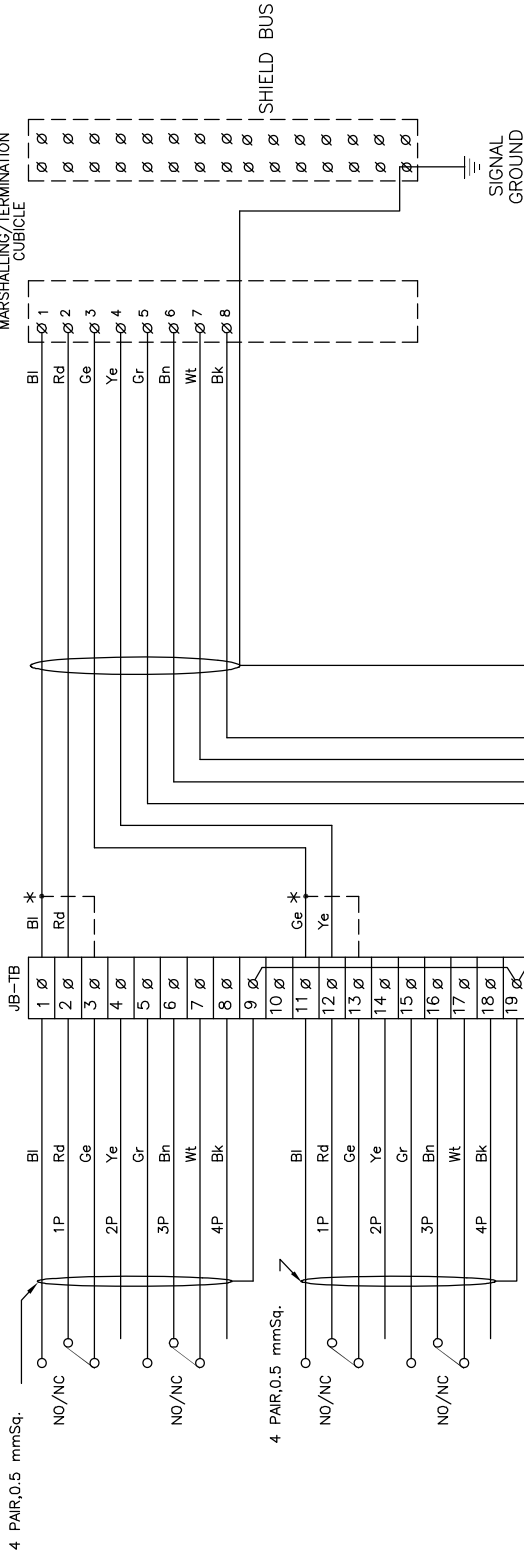 MARSHALLING/TERMINATION
CUBICLE
SHIELD BUS
SIGNAL
GROUND
Bl 1
Rd 2
Ge 3
Ye 4
Gr 5
Bn 6
Wt 7
Bk 8
JB-TB
* Bl
Rd
* Ge
Ye
1
2
3
4
5
6
7
8
9
10
11
12
13
14
15
16
17
18
19
4 PAIR,0.5 mmSq.
Bl
1P Rd
Ge
2P Ye
Gr
3P Bn
Wt
4P Bk
NO/NC
NO/NC
4 PAIR,0.5 mmSq.
Bl
1P Rd
Ge
2P Ye
Gr
3P Bn
Wt
4P Bk
NO/NC
NO/NC